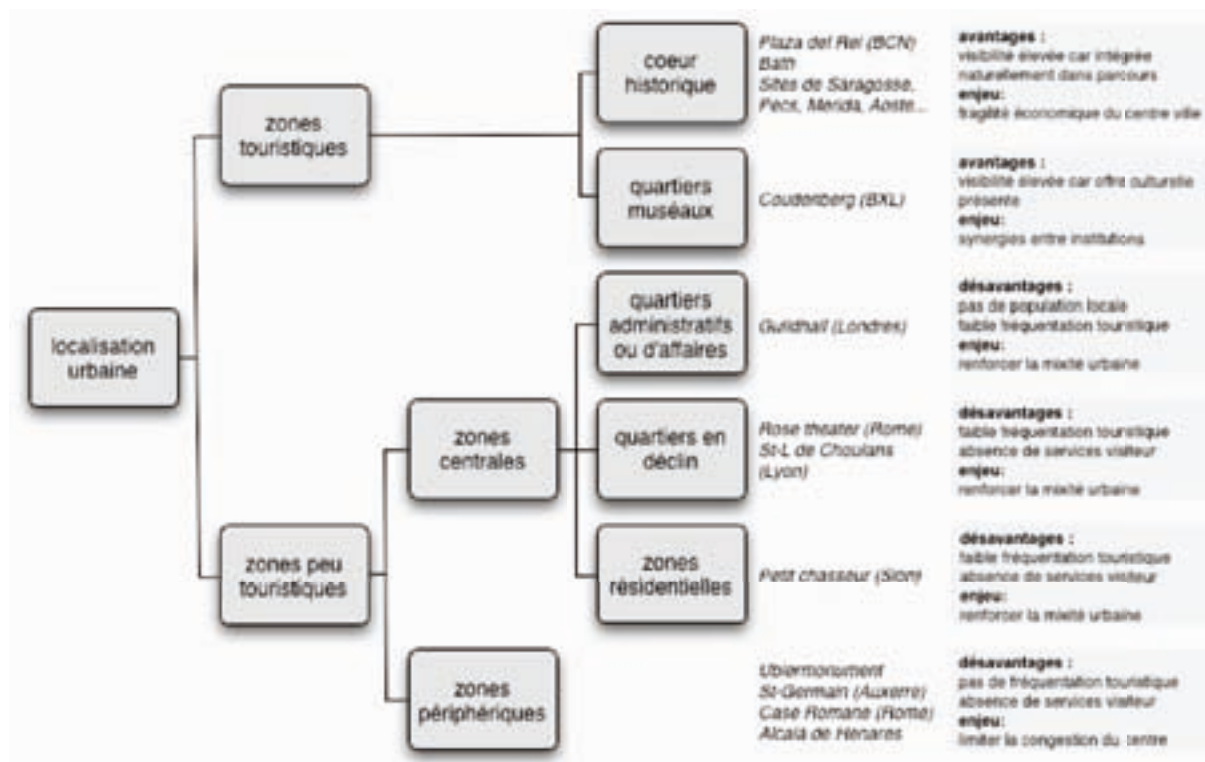 localisation
urbaine
zones
touristiques
coeur
historique
Plaza del Rei (BCN)
Bath
Sites de Saragosse,
Pécs, Merida, Aoste...
avantages :
visibilité élevée car intégrée
naturellement dans parcours
enjeu:
fragilité économique du centre ville
quartiers
muséaux
Coudenberg (BXL)
avantages :
visibilité élevée car offre culturelle
présente
enjeu:
synergies entre institutions
zones peu
touristiques
zones
centrales
quartiers
administratifs
ou d'affaires
Guildhall (Londres)
désavantages :
pas de population locale
faible fréquentation touristique
enjeu:
renforcer la mixité urbaine
quartiers en
déclin
Rose theater (Rome)
St-L de Choulans
(Lyon)
désavantages :
faible fréquentation touristique
absence de services visiteur
enjeu:
renforcer la mixité urbaine
zones
résidentielles
Petit chasseur (Sion)
désavantages :
faible fréquentation touristique
absence de services visiteur
enjeu:
renforcer la mixité urbaine
zones
périphériques
Ubiermonument
St-Germain (Auxerre)
Case Romane (Rome)
Alcalà de Henares
désavantages :
pas de fréquentation touristique
absence de services visiteur
enjeu:
limiter la congestion du centre